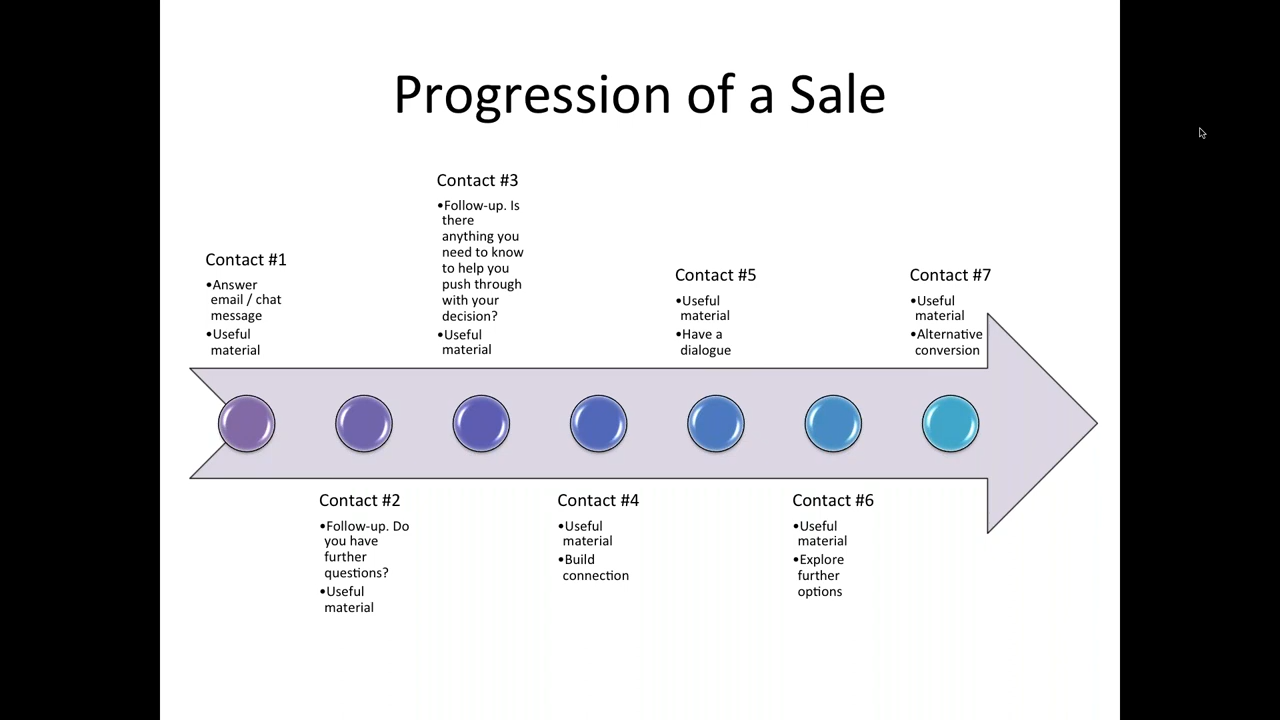 Progression of a Sale
Contact #1
•Answer
email / chat
message
•Useful
material
Contact #2
•Follow-up. Do
you have
further
questions?
•Useful
material
Contact #3
•Follow-up. Is
there
anything you
need to know
to help you
push through
with your
decision?
•Useful
material
Contact #4
•Useful
material
•Build
connection
Contact #5
•Useful
material
•Have a
dialogue
Contact #6
•Useful
material
•Explore
further
options
Contact #7
•Useful
material
•Alternative
conversion